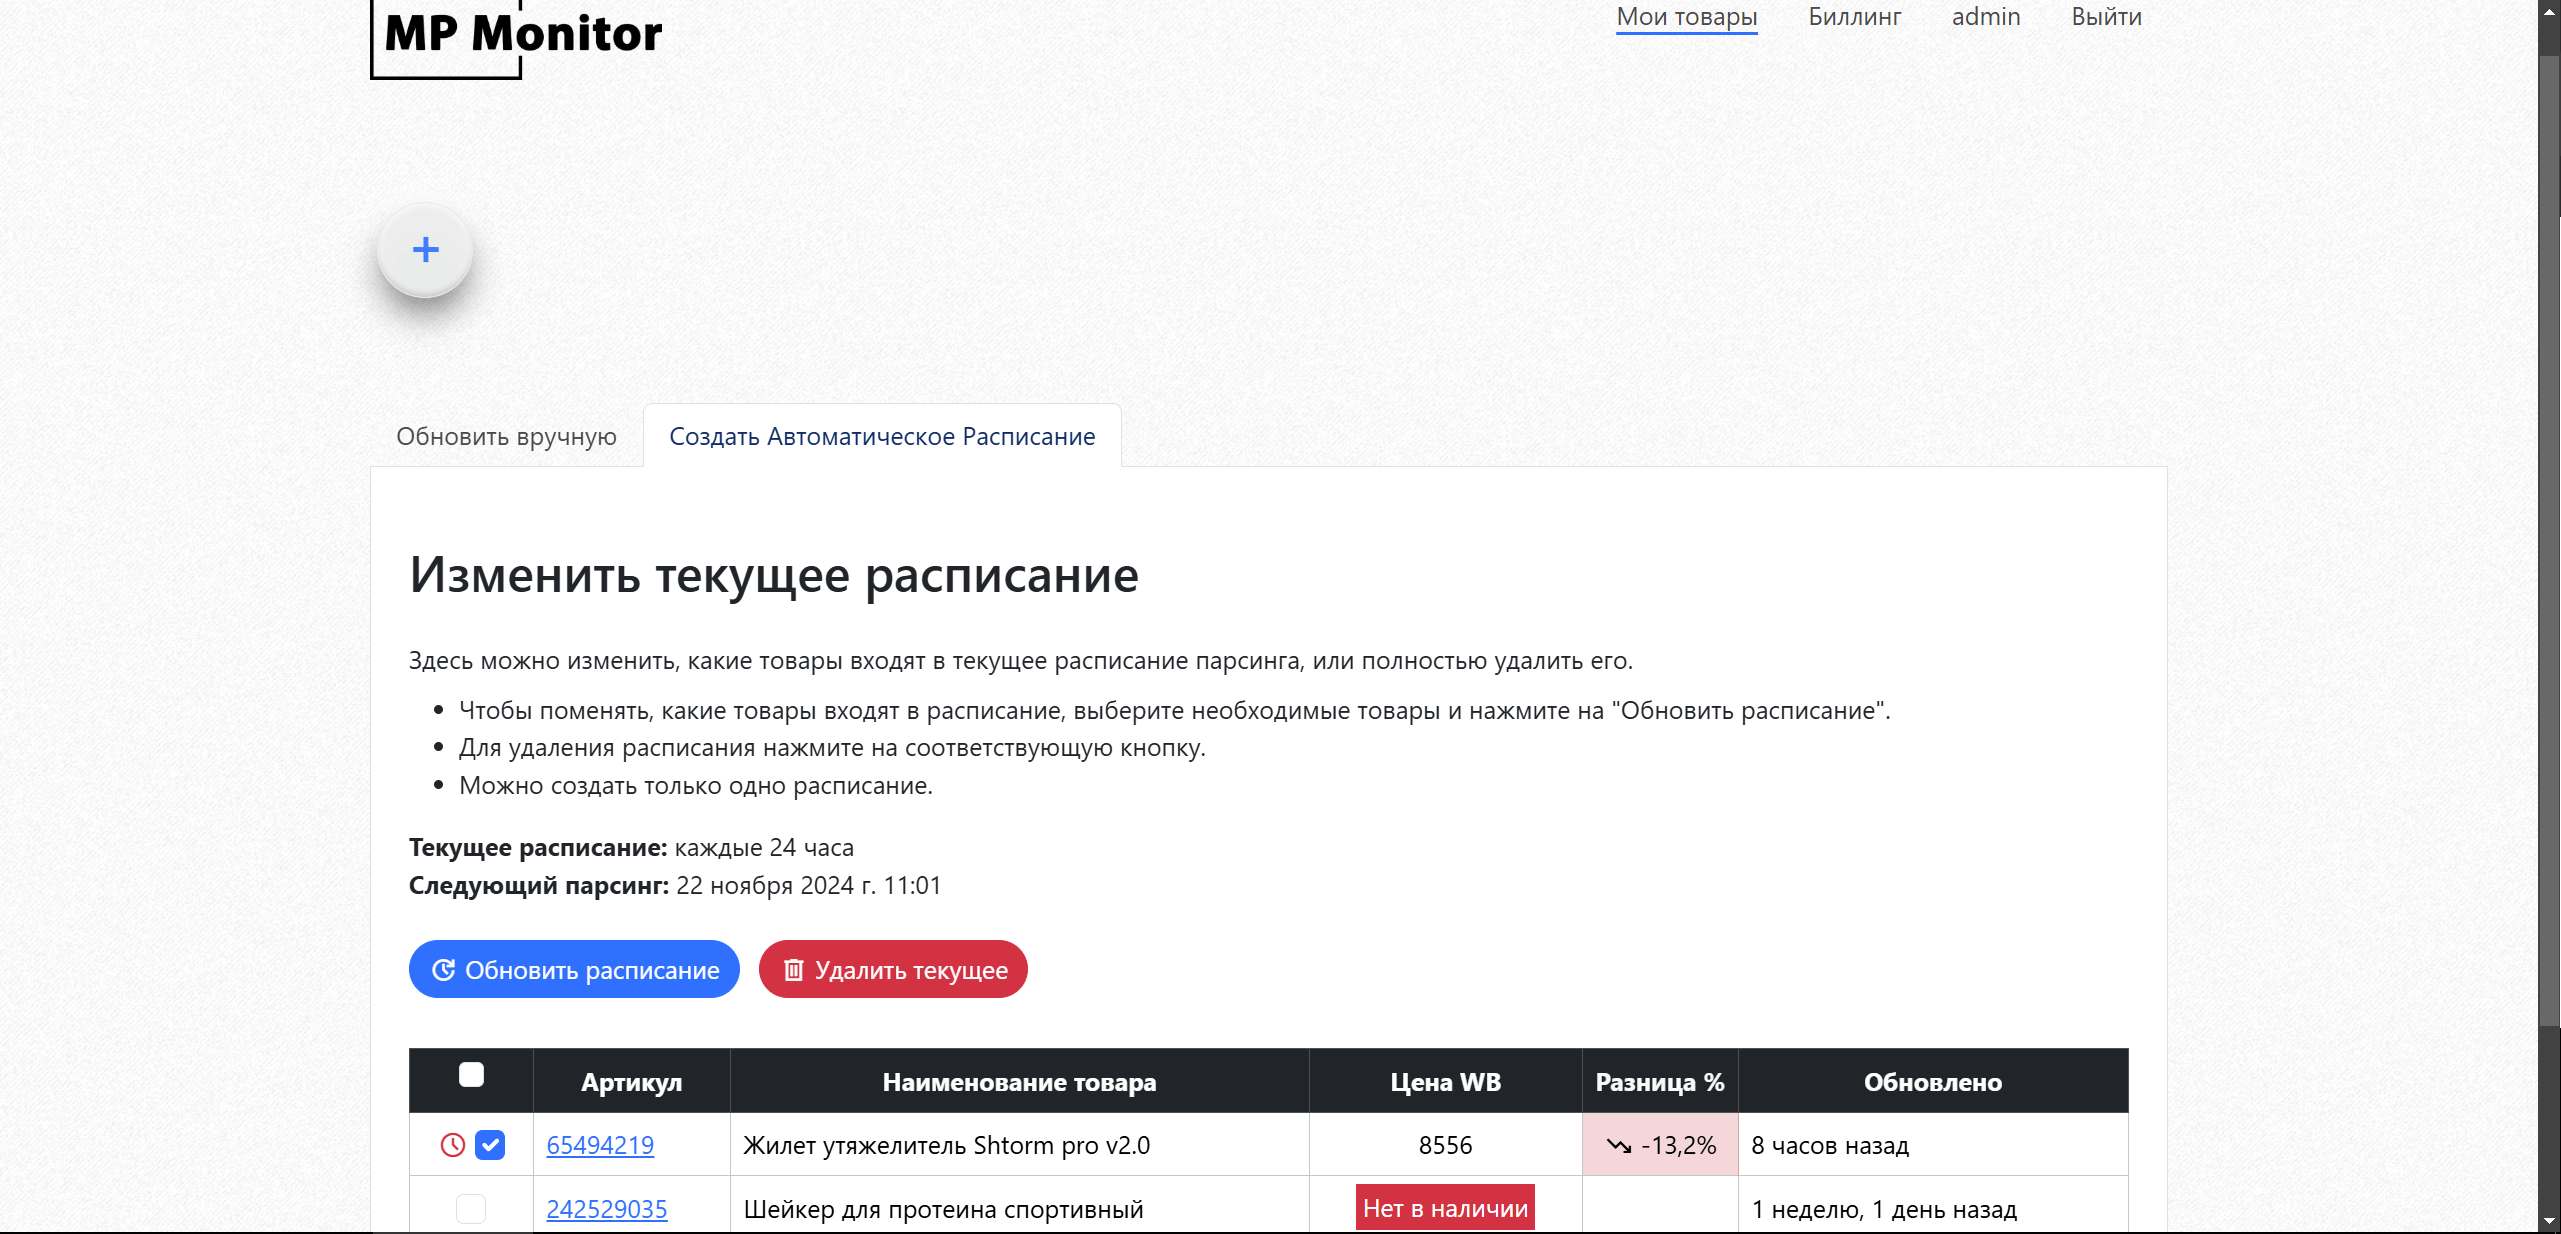 MP Monitor
Мои товары Биллинг admin Выйти
+
Обновить вручную Создать Автоматическое Расписание
Изменить текущее расписание
Здесь можно изменить, какие товары входят в текущее расписание парсинга, или полностью удалить его.
• Чтобы поменять, какие товары входят в расписание, выберите необходимые товары и нажмите на "Обновить расписание".
• Для удаления расписания нажмите на соответствующую кнопку.
• Можно создать только одно расписание.
Текущее расписание: каждые 24 часа
Следующий парсинг: 22 ноября 2024 г. 11:01
Обновить расписание Удалить текущее
Артикул Наименование товара Цена WB Разница % Обновлено
65494219 Жилет утяжелитель Shtorm pro v2.0 8556 -13,2% 8 часов назад
242529035 Шейкер для протеина спортивный Нет в наличии 1 неделю, 1 день назад